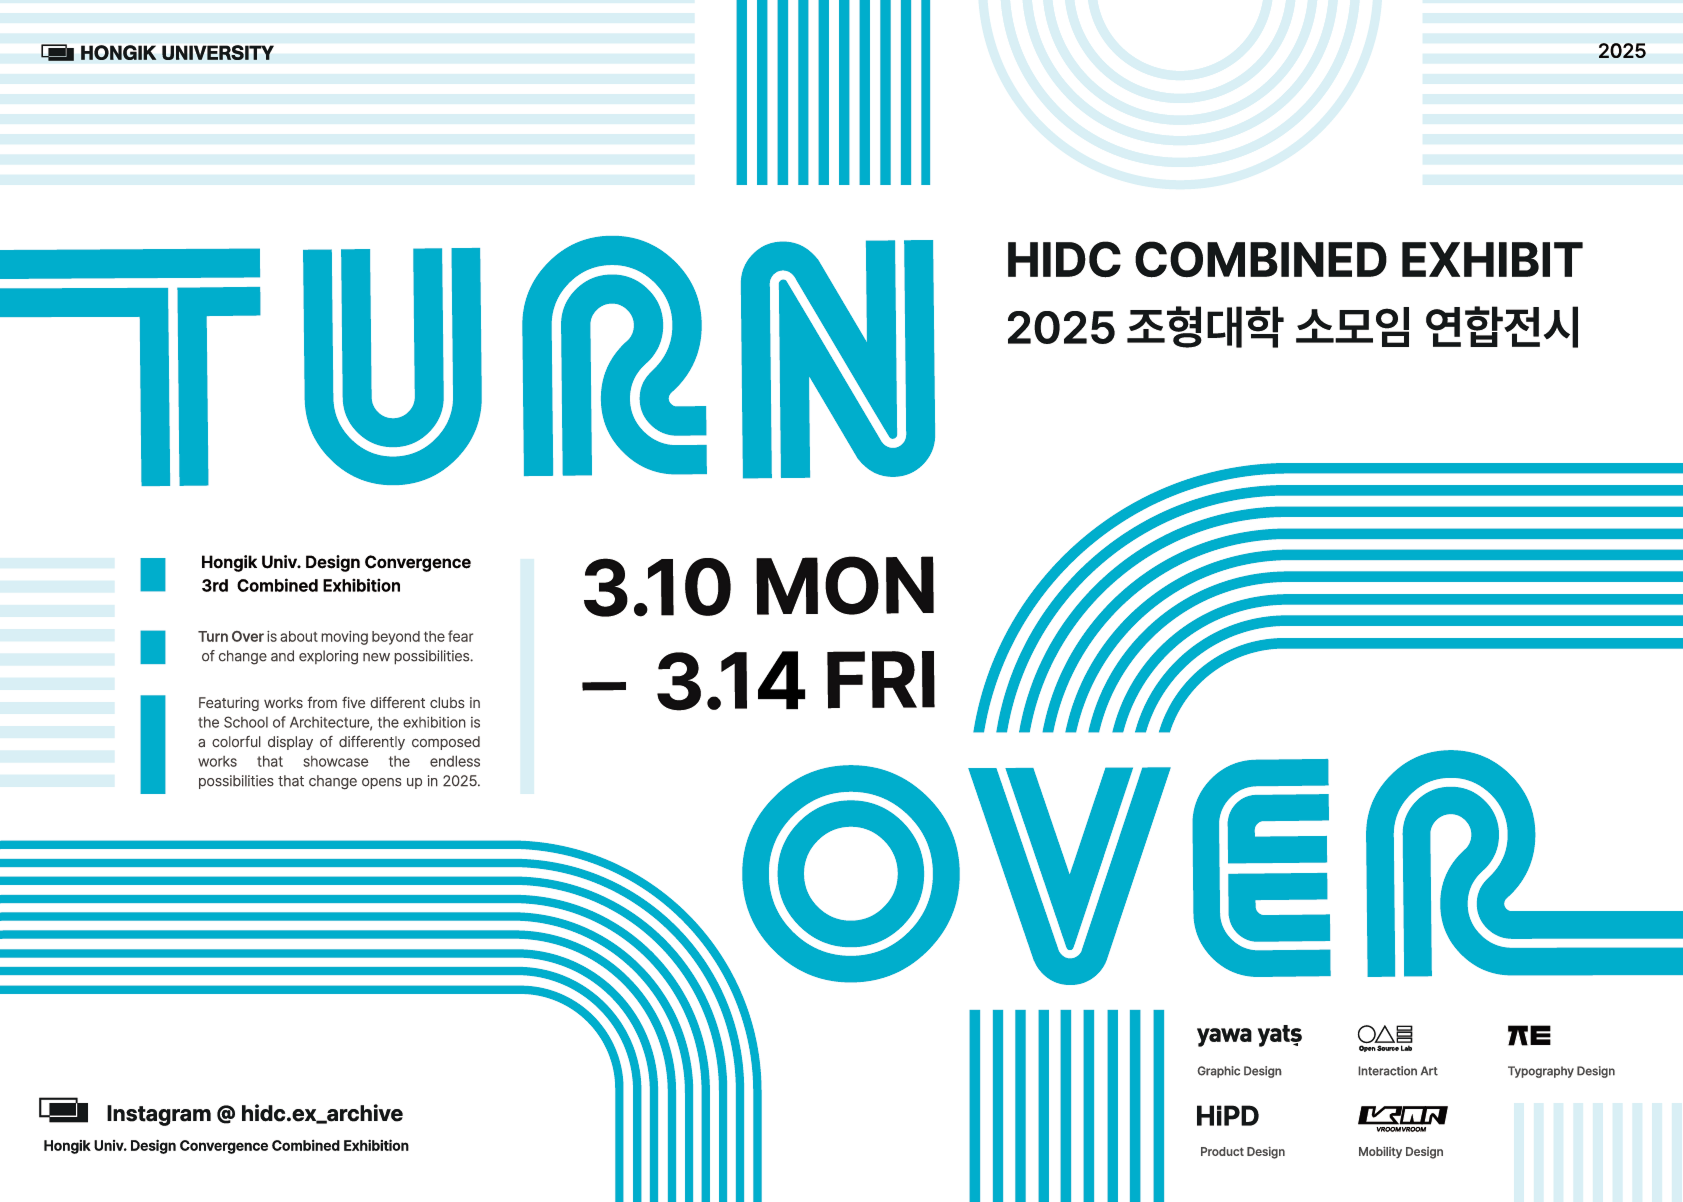 HONGIK UNIVERSITY
2025
TURN
HIDC COMBINED EXHIBIT
2025 조형대학 소모임 연합전시
Hongik Univ. Design Convergence
3rd Combined Exhibition
Turn Over is about moving beyond the fear
of change and exploring new possibilities.
Featuring works from five different clubs in
the School of Architecture, the exhibition is
a colorful display of differently composed
works that showcase the endless
possibilities that change opens up in 2025.
3.10 MON
– 3.14 FRI
OVER
yawa yats
Graphic Design
Open Source Lab
Interaction Art
Typography Design
HiPD
Product Design
VROOMVROOM
Mobility Design
Instagram @ hidc.ex_archive
Hongik Univ. Design Convergence Combined Exhibition